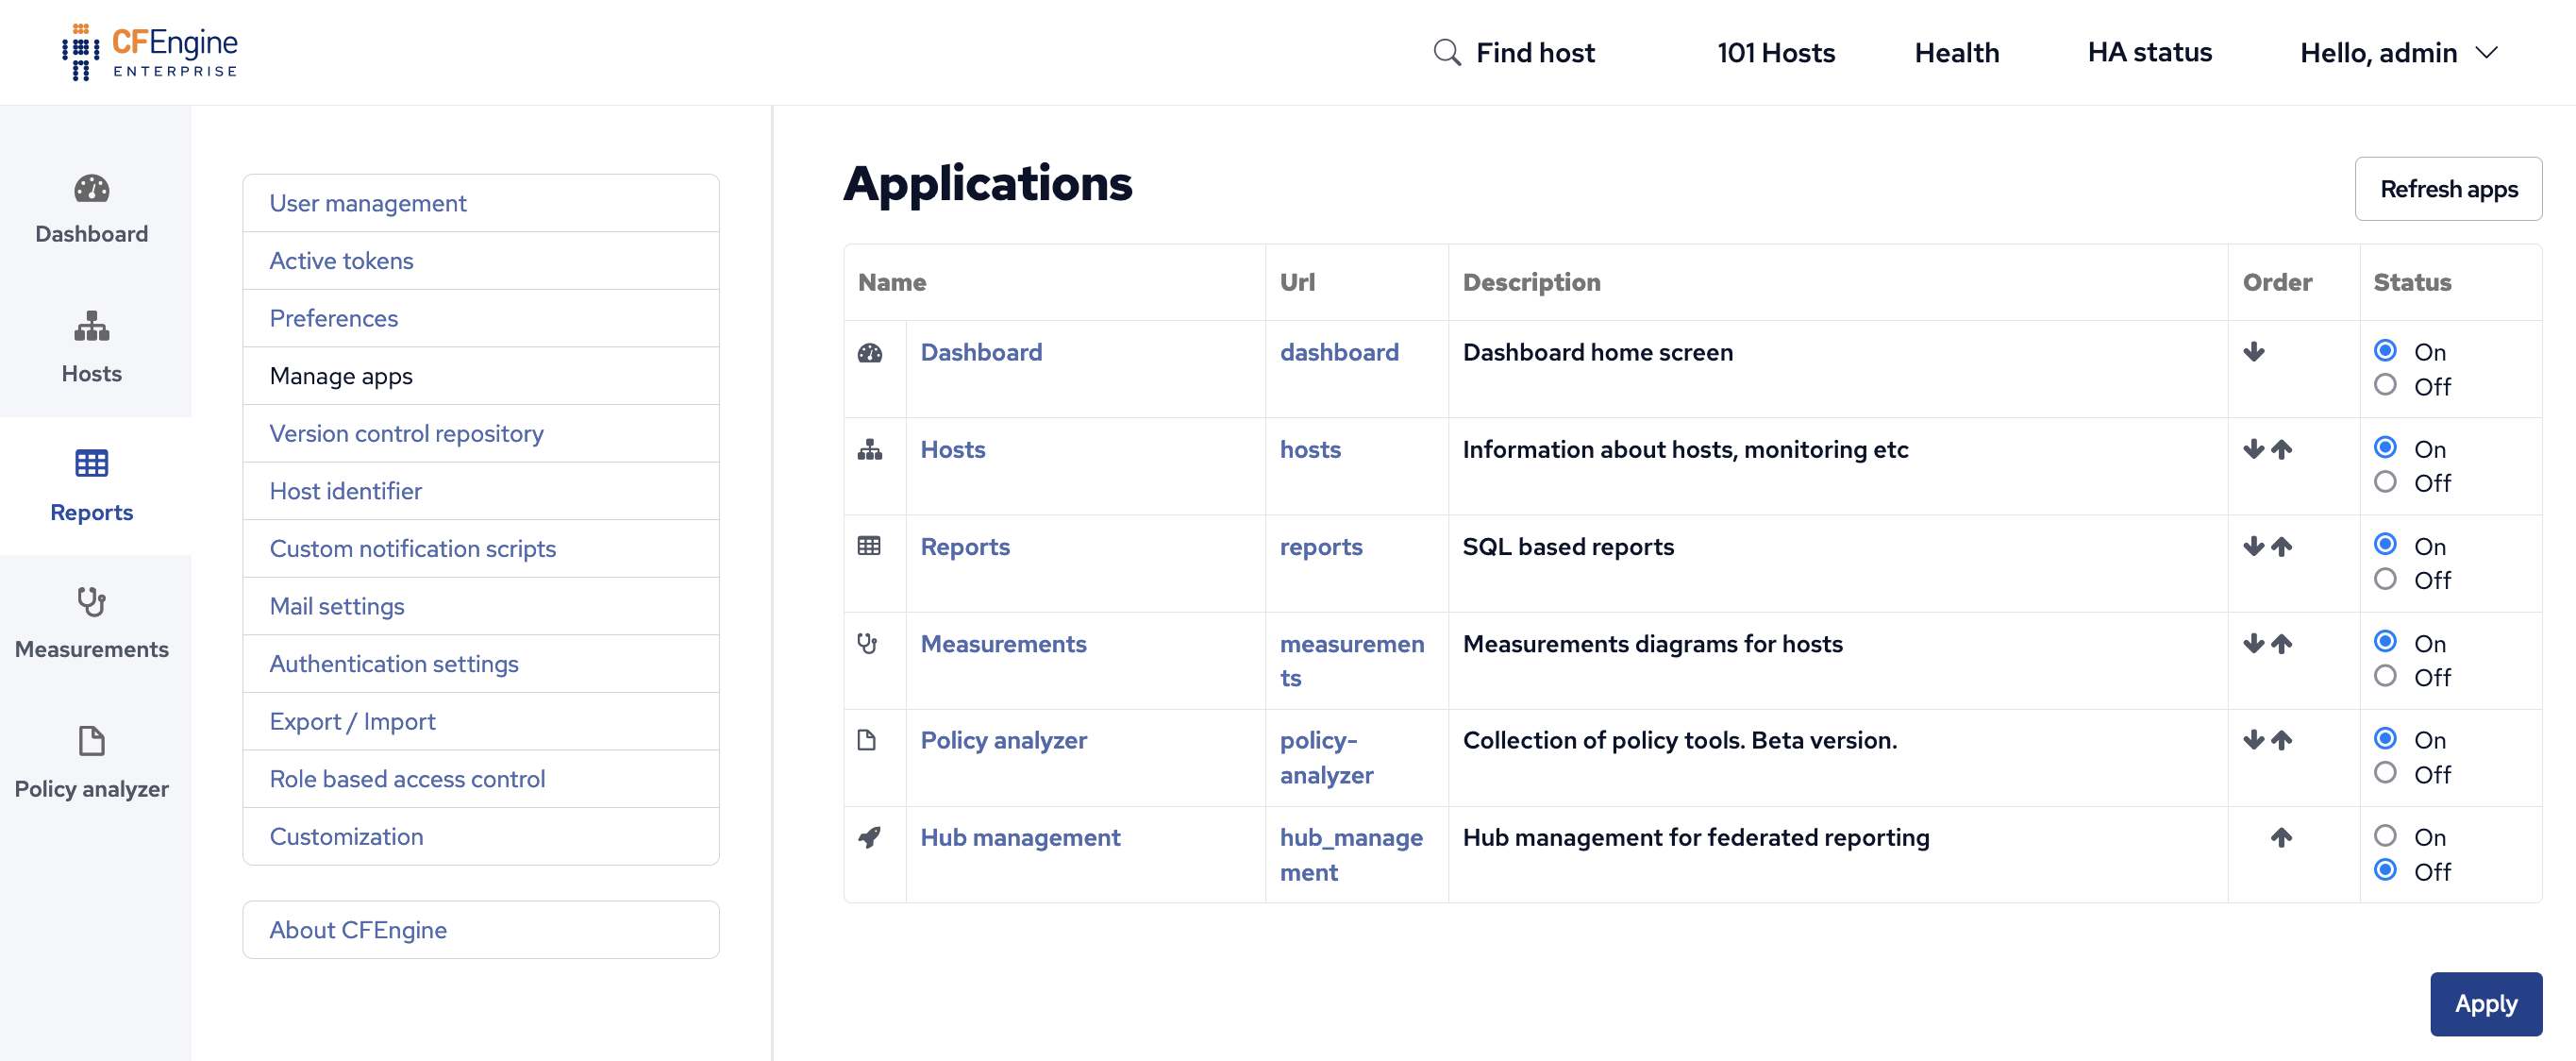 CFEngine
ENTERPRISE
Find host
101 Hosts
Health
HA status
Hello, admin
Dashboard
Hosts
Reports
Measurements
Policy analyzer
User management
Active tokens
Preferences
Manage apps
Version control repository
Host identifier
Custom notification scripts
Mail settings
Authentication settings
Export / Import
Role based access control
Customization
About CFEngine
Applications
Refresh apps
Name Url Description Order Status
Dashboard dashboard Dashboard home screen On
Off
Hosts hosts Information about hosts, monitoring etc On
Off
Reports reports SQL based reports On
Off
Measurements measuremen Measurements diagrams for hosts On
ts Off
Policy analyzer policy- Collection of policy tools. Beta version. On
analyzer Off
Hub management hub_manage Hub management for federated reporting On
ment Off
Apply